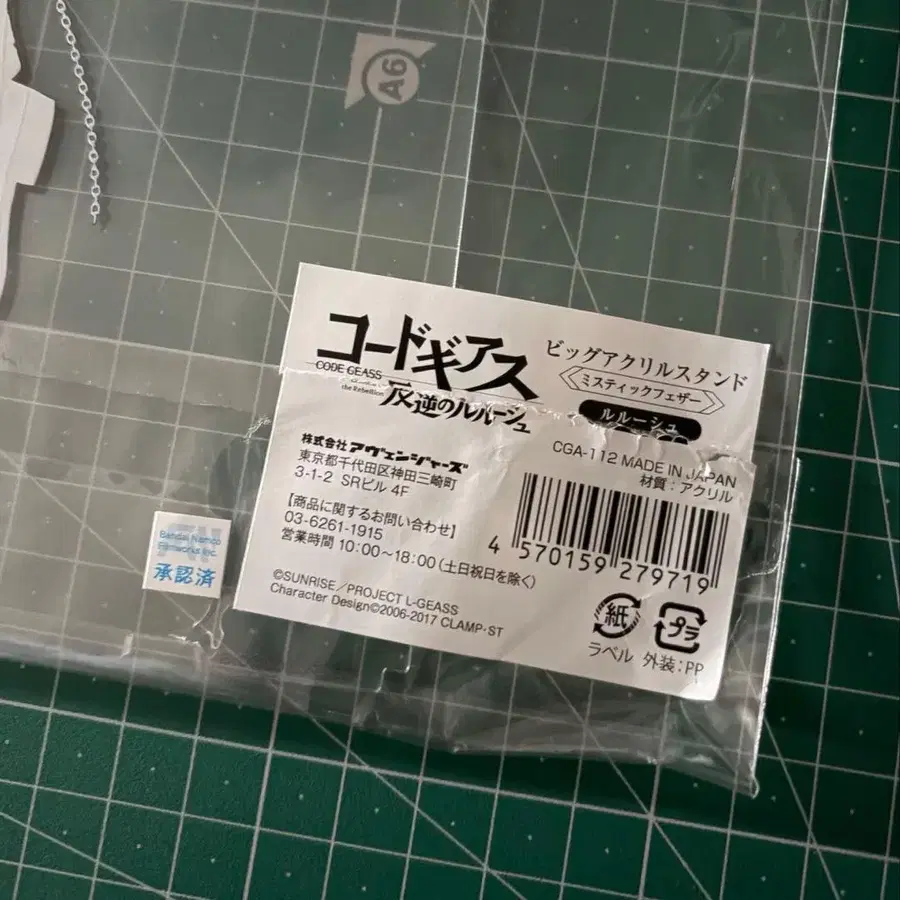 A6
コードギアス
CODE GEASS
the Rebellion
反逆のルルーシュ
ビッグアクリルスタンド
ミスティックフェザー
ルルーシュ
CGA-112 MADE IN JAPAN
材質:アクリル
株式会社アヴェンジャーズ
東京都千代田区神田三崎町
3-1-2 SRビル 4F
【商品に関するお問い合わせ】
03-6261-1915
営業時間 10:00〜18:00(土日祝日を除く)
4 570159 279719
©SUNRISE/PROJECT L-GEASS
Character Design©2006-2017 CLAMP・ST
紙
プラ
ラベル 外装:PP
Bandai Namco
Filmworks Inc.
承認済